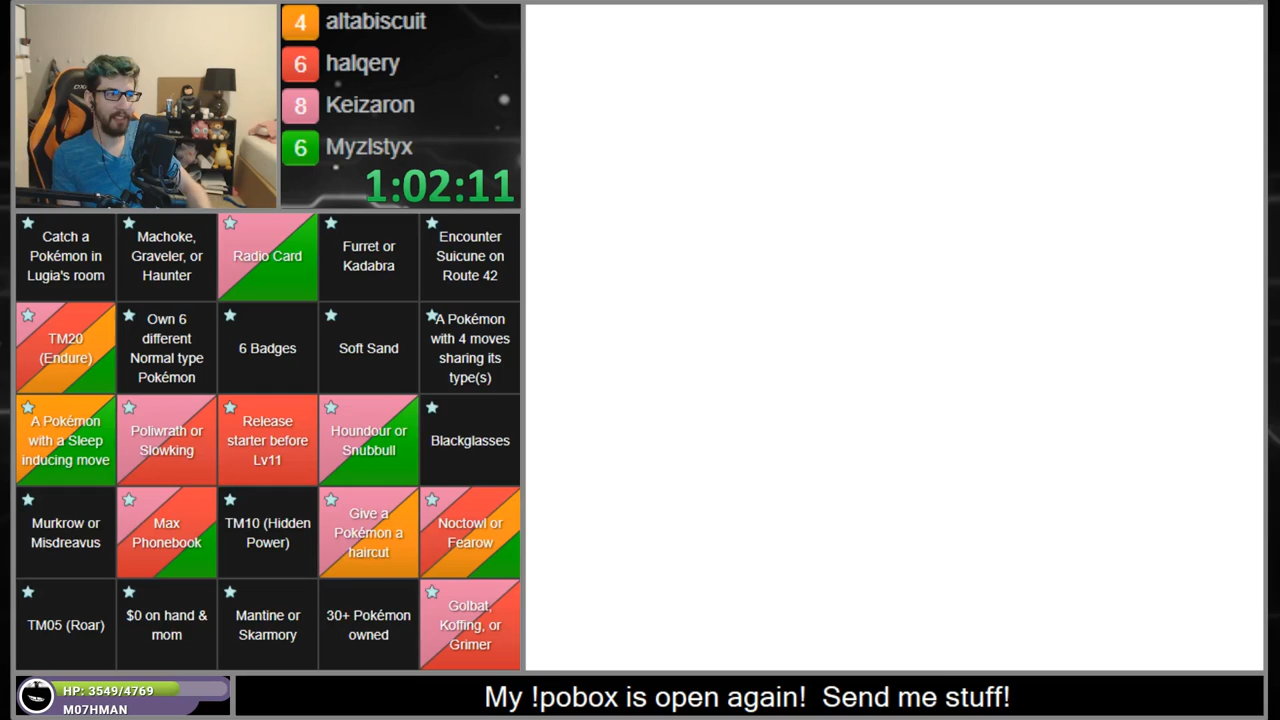 4 altabiscuit
6 halqery
8 Keizaron
6 Myzlstyx
1:02:11
Catch a
Pokémon in
Lugia's room
Machoke,
Graveler, or
Haunter
Radio Card
Furret or
Kadabra
Encounter
Suicune on
Route 42
TM20
(Endure)
Own 6
different
Normal type
Pokémon
6 Badges
Soft Sand
A Pokémon
with 4 moves
sharing its
type(s)
A Pokémon
with a Sleep
inducing move
Poliwrath or
Slowking
Release
starter before
Lv11
Houndour or
Snubbull
Blackglasses
Murkrow or
Misdreavus
Max
Phonebook
TM10 (Hidden
Power)
Give a
Pokémon a
haircut
Noctowl or
Fearow
TM05 (Roar)
$0 on hand &
mom
Mantine or
Skarmory
30+ Pokémon
owned
Golbat,
Koffing, or
Grimer
HP: 3549/4769
M07HMAN
My !pobox is open again! Send me stuff!